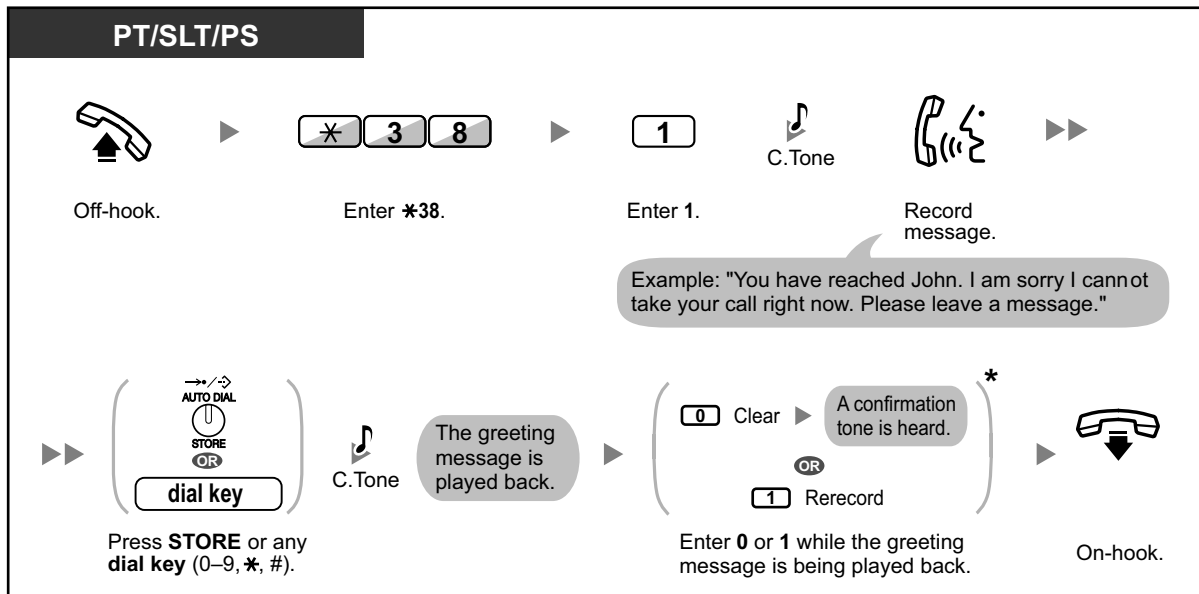 PT/SLT/PS
* 3 8
1
C.Tone
Off-hook.
Enter *38.
Enter 1.
Record
message.
Example: "You have reached John. I am sorry I cannot
take your call right now. Please leave a message."
AUTO DIAL
STORE
OR
dial key
C.Tone
The greeting
message is
played back.
0 Clear
A confirmation
tone is heard.
*
OR
1 Rerecord
Press STORE or any
dial key (0–9, *, #).
Enter 0 or 1 while the greeting
message is being played back.
On-hook.